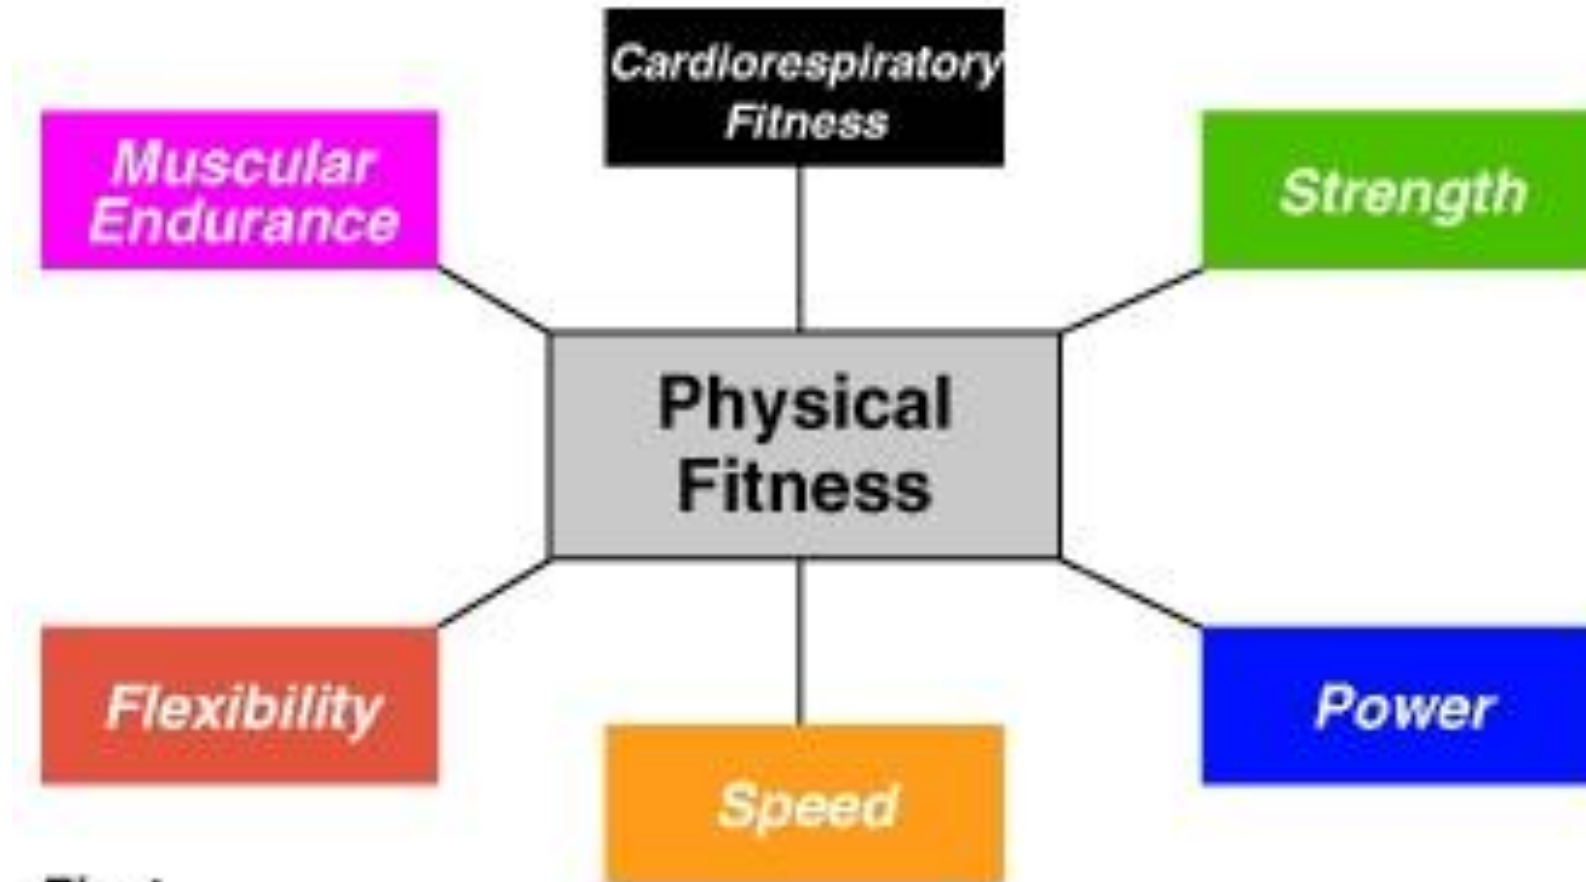 Cardiorespiratory
Fitness
Muscular
Endurance
Strength
Physical
Fitness
Flexibility
Power
Speed